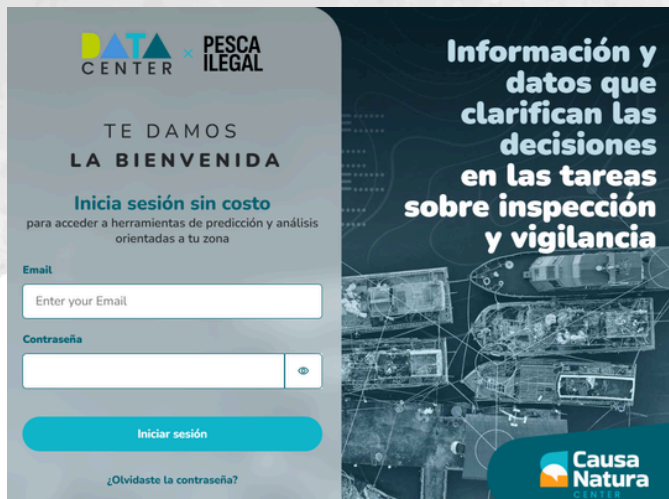 DATA
CENTER
×
PESCA
ILEGAL
TE DAMOS
LA BIENVENIDA
Inicia sesión sin costo
para acceder a herramientas de predicción y análisis
orientadas a tu zona
Email
Enter your Email
Contraseña
Iniciar sesión
¿Olvidaste la contraseña?
Información y
datos que
clarifican las
decisiones
en las tareas
sobre inspección
y vigilancia
Causa
Natura
CENTER